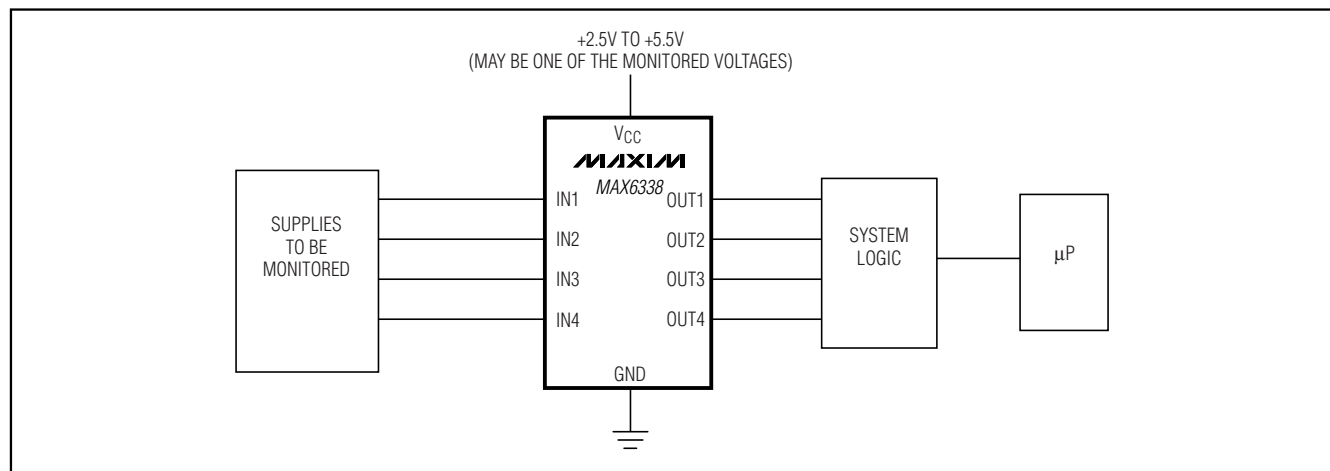 +2.5V TO +5.5V
(MAY BE ONE OF THE MONITORED VOLTAGES)
VCC
MAXIM
MAX6338
IN1
OUT1
IN2
OUT2
IN3
OUT3
IN4
OUT4
GND
SUPPLIES
TO BE
MONITORED
SYSTEM
LOGIC
μP